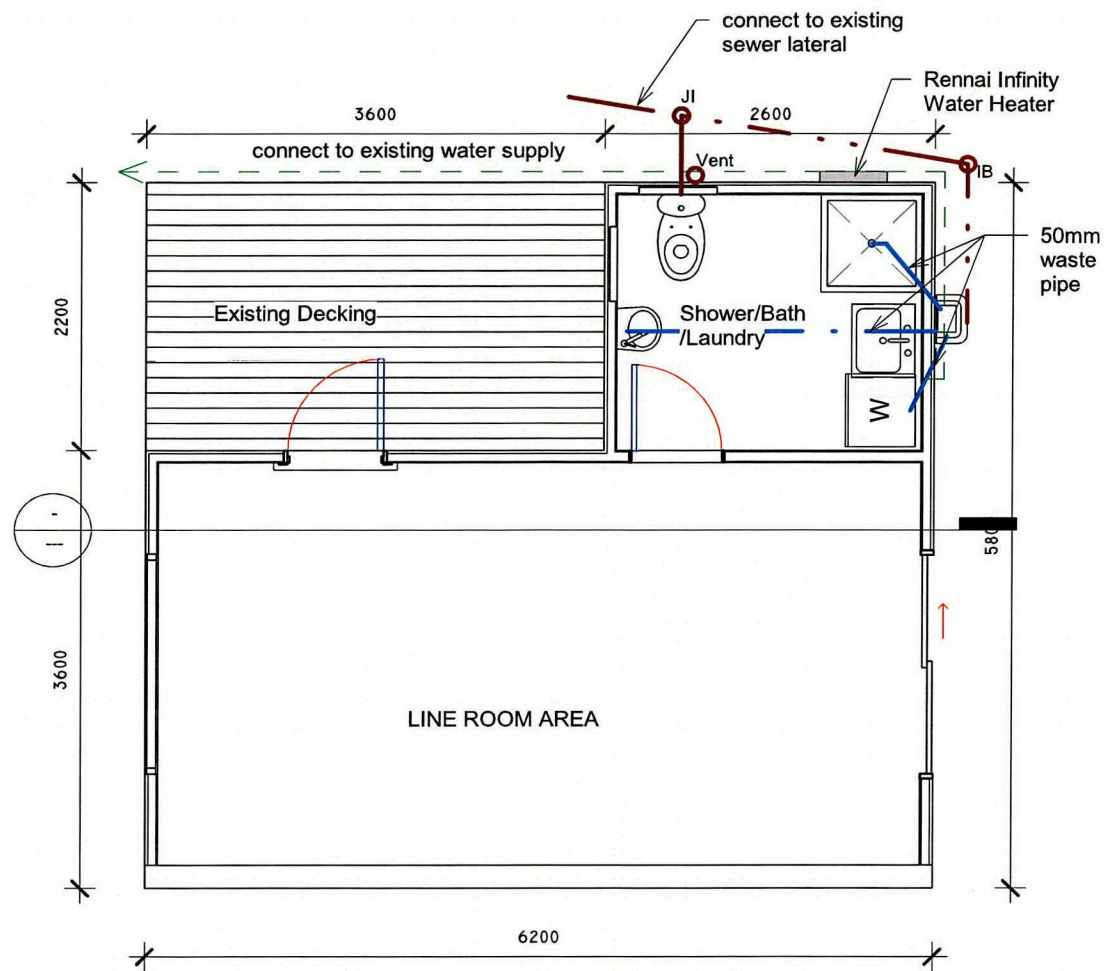 connect to existing
sewer lateral
Rennai Infinity
Water Heater
JI
3600
2600
connect to existing water supply
Vent
IB
50mm
waste
pipe
2200
Existing Decking
Shower/Bath
/Laundry
W
-
---
3600
LINE ROOM AREA
6200